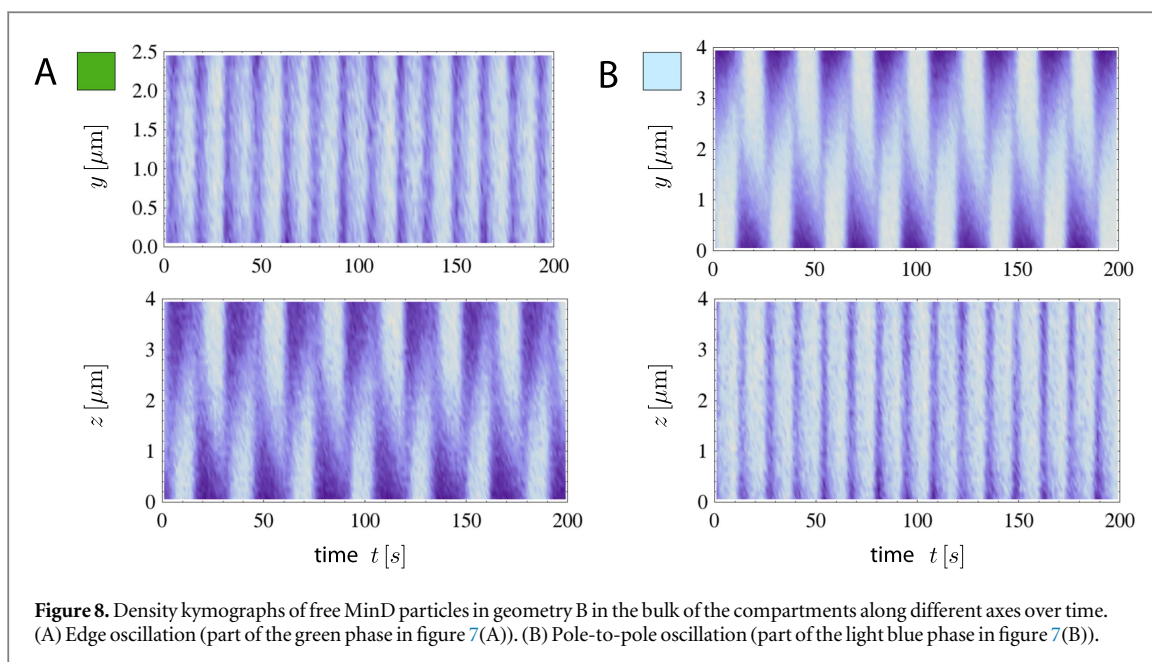 A
2.5
2.0
1.5
1.0
0.5
0.0
y [μm]
0 50 100 150 200
4
3
2
1
0
z [μm]
0 50 100 150 200
time t [s]
B
4
3
2
1
0
y [μm]
0 50 100 150 200
4
3
2
1
0
z [μm]
0 50 100 150 200
time t [s]
Figure 8. Density kymographs of free MinD particles in geometry B in the bulk of the compartments along different axes over time.
(A) Edge oscillation (part of the green phase in figure 7(A)). (B) Pole-to-pole oscillation (part of the light blue phase in figure 7(B)).